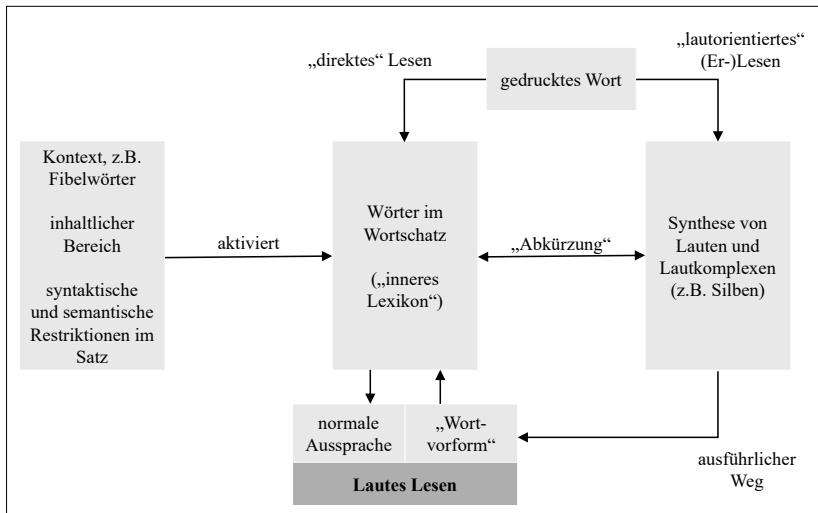 „direktes“ Lesen
„lautorientiertes“
(Er-)Lesen
gedrucktes Wort
Kontext, z.B.
Fibelwörter
inhaltlicher
Bereich
syntaktische
und semantische
Restriktionen im
Satz
aktiviert
Wörter im
Wortschatz
(„inneres
Lexikon“)
„Abkürzung“
Synthese von
Lauten und
Lautkomplexen
(z.B. Silben)
normale
Aussprache
„Wort-
vorform“
ausführlicher
Weg
Lautes Lesen